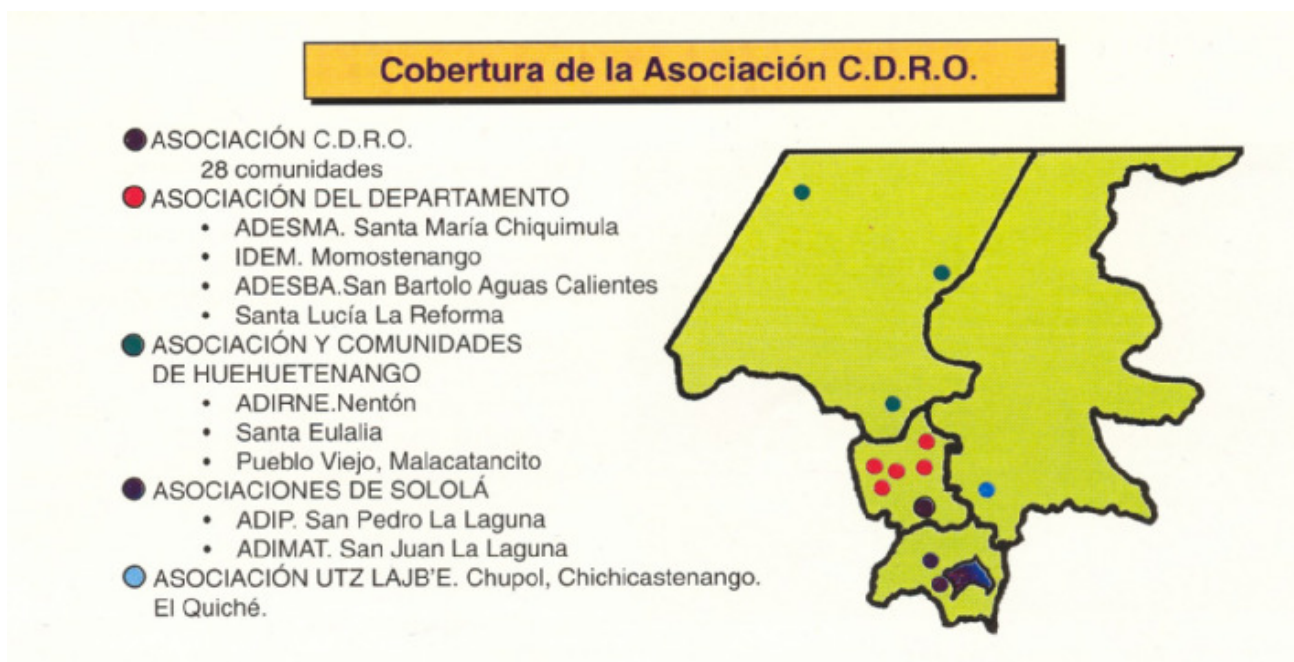 Cobertura de la Asociación C.D.R.O.
ASOCIACIÓN C.D.R.O.
28 comunidades
ASOCIACIÓN DEL DEPARTAMENTO
• ADESMA. Santa María Chiquimula
• IDEM. Momostenango
• ADESBA.San Bartolo Aguas Calientes
• Santa Lucía La Reforma
ASOCIACIÓN Y COMUNIDADES
DE HUEHUETENANGO
• ADIRNE.Nentón
• Santa Eulalia
• Pueblo Viejo, Malacatancito
ASOCIACIONES DE SOLOLÁ
• ADIP. San Pedro La Laguna
• ADIMAT. San Juan La Laguna
ASOCIACIÓN UTZ LAJB'E. Chupol, Chichicastenango.
El Quiché.